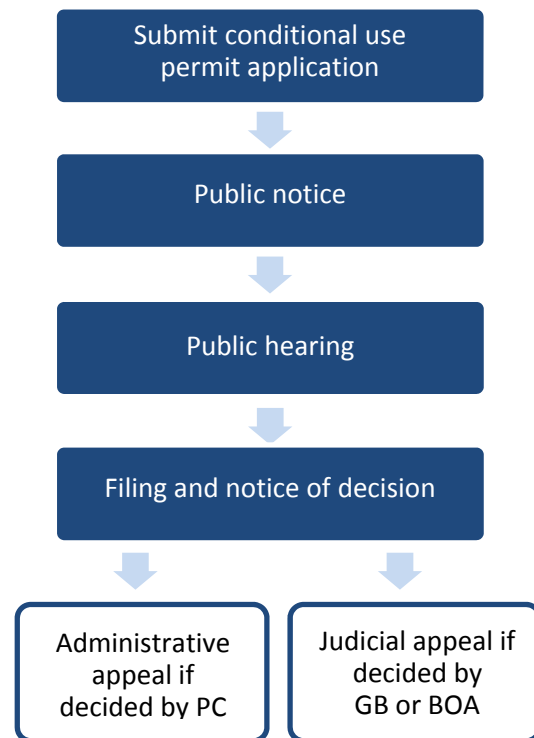 Submit conditional use
permit application
Public notice
Public hearing
Filing and notice of decision
Administrative
appeal if
decided by PC
Judicial appeal if
decided by
GB or BOA